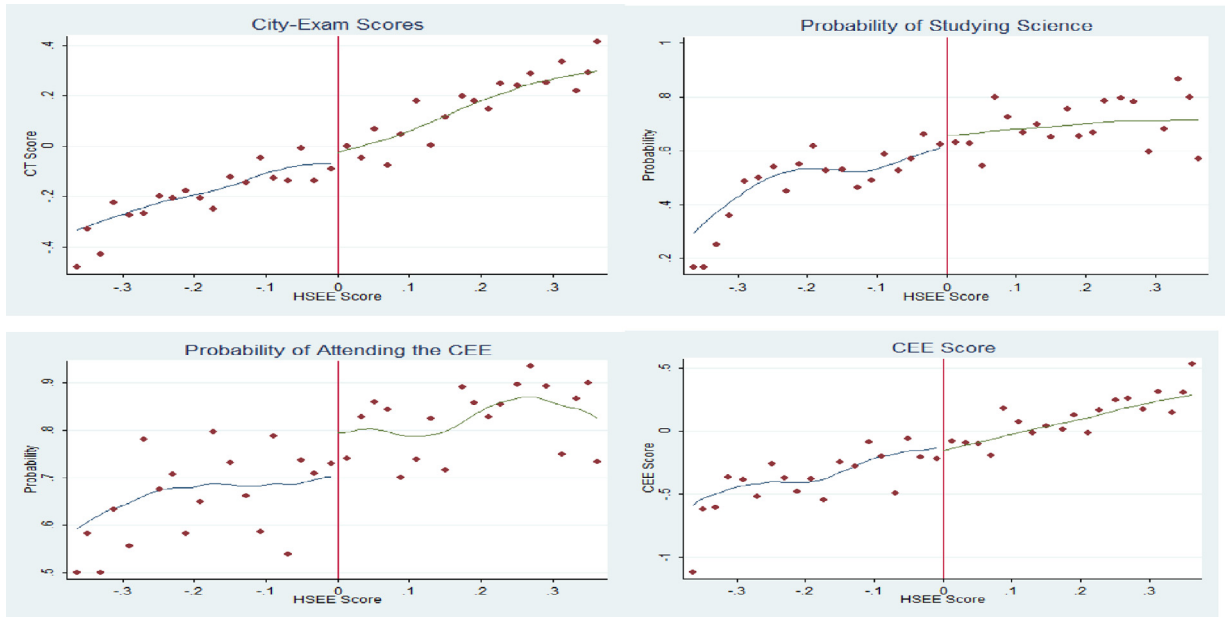 City-Exam Scores
CT Score
.4
.2
0
-.2
-.4
-.3 -.2 -.1 0 .1 .2 .3
HSEE Score
Probability of Studying Science
Probability
1
.8
.6
.4
.2
-.3 -.2 -.1 0 .1 .2 .3
HSEE Score
Probability of Attending the CEE
Probability
.9
.8
.7
.6
.5
-.3 -.2 -.1 0 .1 .2 .3
HSEE Score
CEE Score
CEE Score
.5
0
-.5
-1
-.3 -.2 -.1 0 .1 .2 .3
HSEE Score